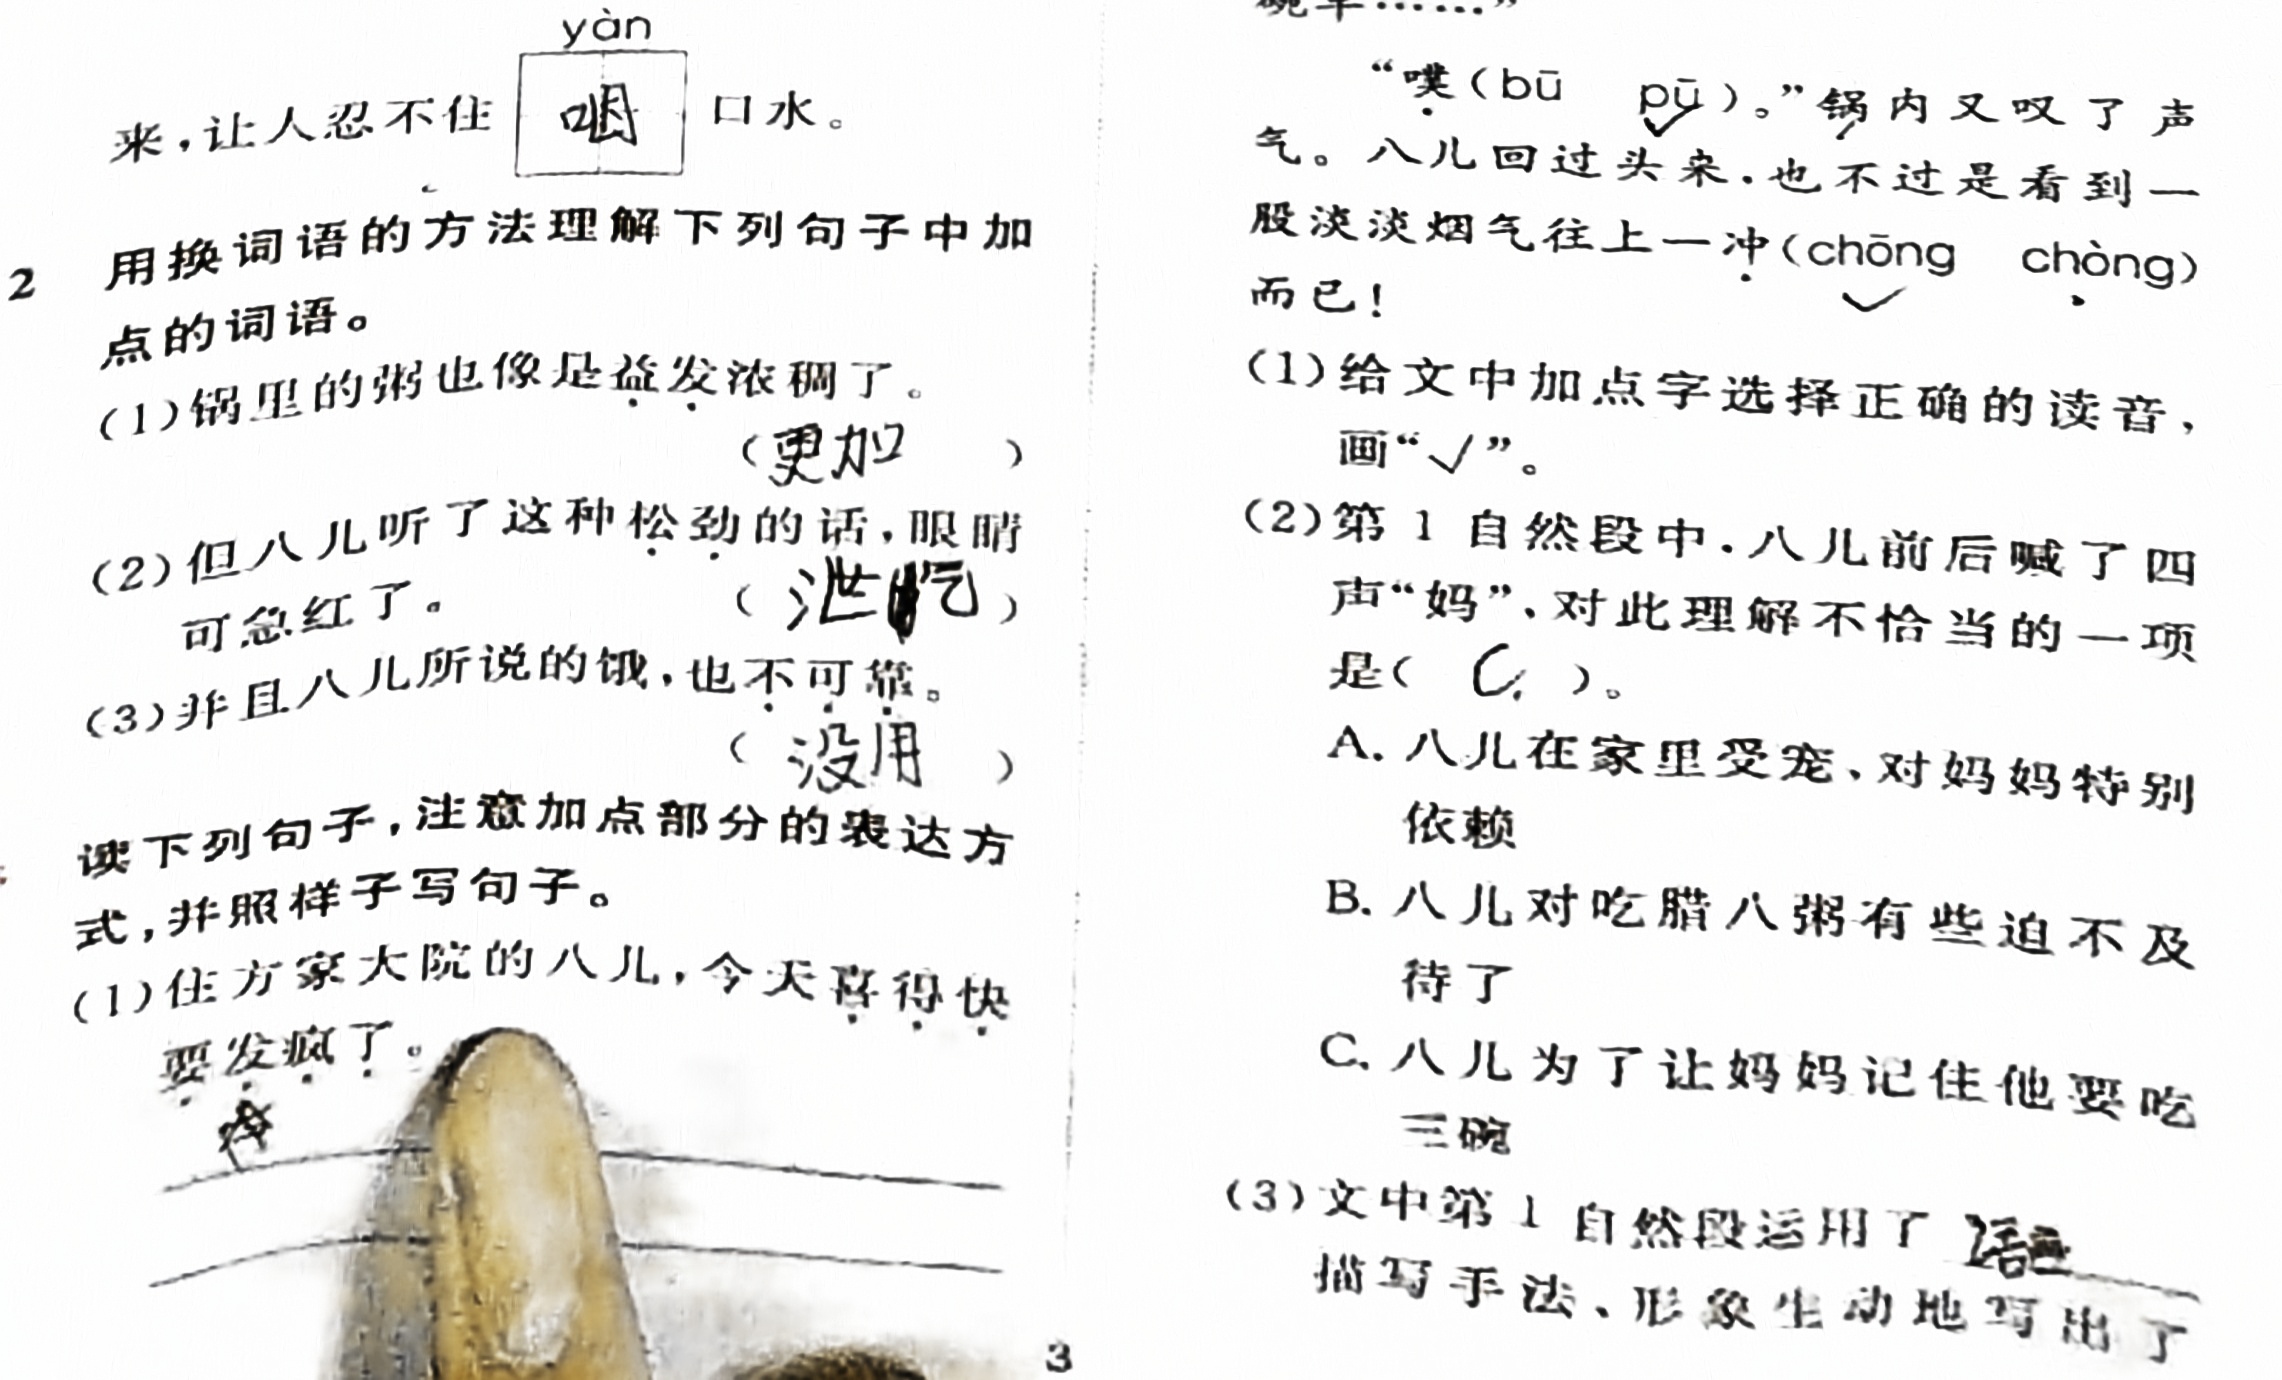 yàn
来,让人忍不住 咽 口水。
2 用换词语的方法理解下列句子中加
点的词语。
(1)锅里的粥也像是益发浓稠了。
(更加)
(2)但八儿听了这种松劲的话,眼睛
可急红了。 (泄气)
(3)并且八儿所说的饿,也不可靠。
(没用)
读下列句子,注意加点部分的表达方
式,并照样子写句子。
(1)住方家大院的八儿,今天喜得快
要发疯了。
3
碗半……”
“噗(bū pū)。”锅内又叹了声
气。八儿回过头来,也不过是看到一
股淡淡烟气往上一冲(chōng chòng)
而已!
(1)给文中加点字选择正确的读音,
画“√”。
(2)第1自然段中,八儿前后喊了四
声“妈”,对此理解不恰当的一项
是( C )。
A. 八儿在家里受宠,对妈妈特别
依赖
B. 八儿对吃腊八粥有些迫不及
待了
C. 八儿为了让妈妈记住他要吃
三碗
(3)文中第1自然段运用了 语
描写手法,形象生动地写出了